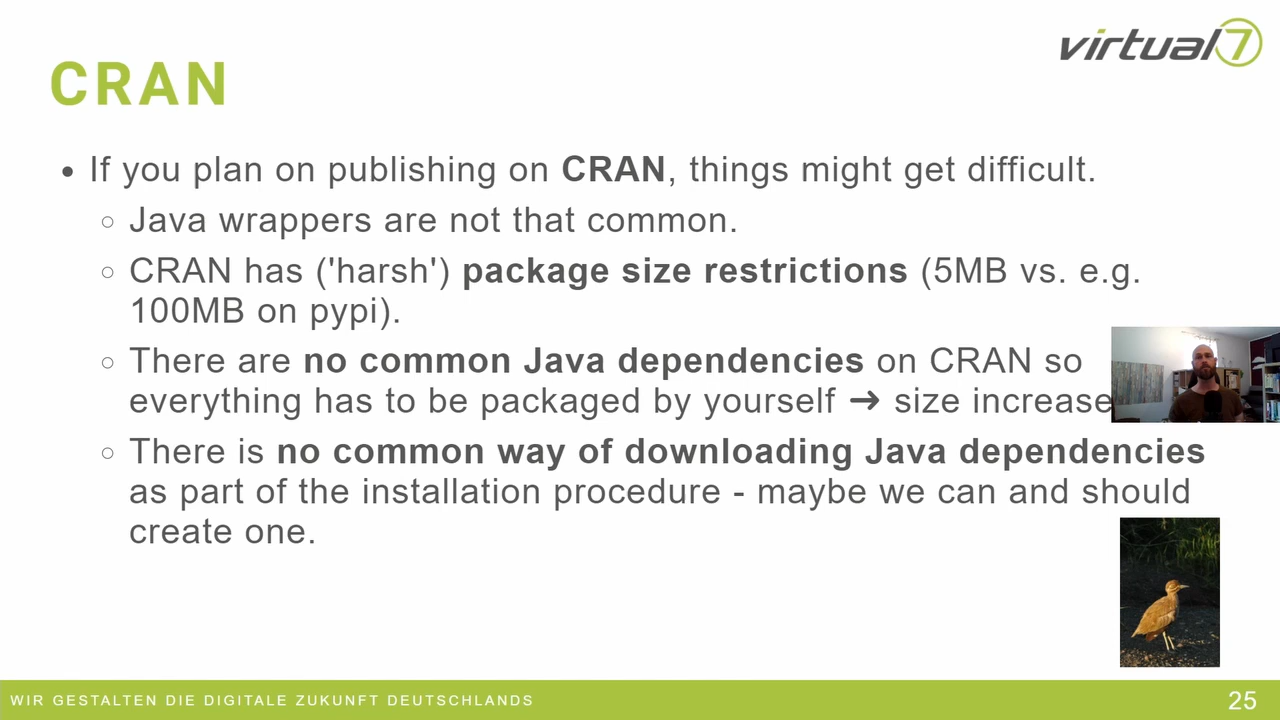 virtual7
CRAN
• If you plan on publishing on CRAN, things might get difficult.
○ Java wrappers are not that common.
○ CRAN has ('harsh') package size restrictions (5MB vs. e.g.
100MB on pypi).
○ There are no common Java dependencies on CRAN so
everything has to be packaged by yourself → size increase
○ There is no common way of downloading Java dependencies
as part of the installation procedure - maybe we can and should
create one.
WIR GESTALTEN DIE DIGITALE ZUKUNFT DEUTSCHLANDS
25